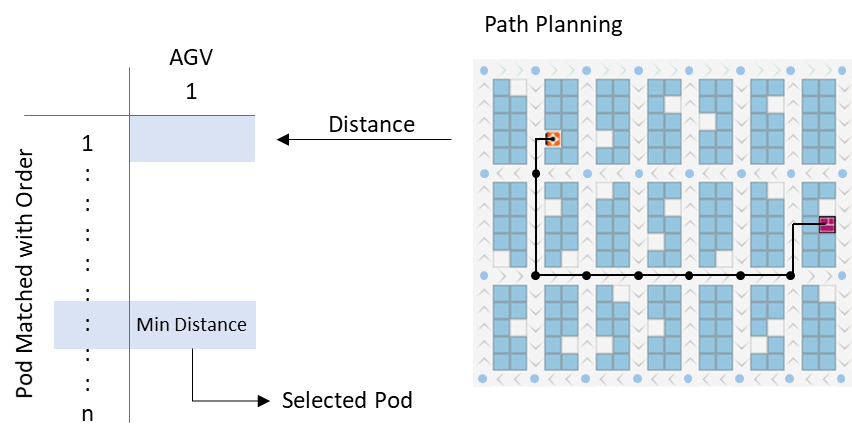 Path Planning
AGV
1
Distance
Pod Matched with Order
1
:
:
:
:
:
:
Min Distance
:
:
n
Selected Pod